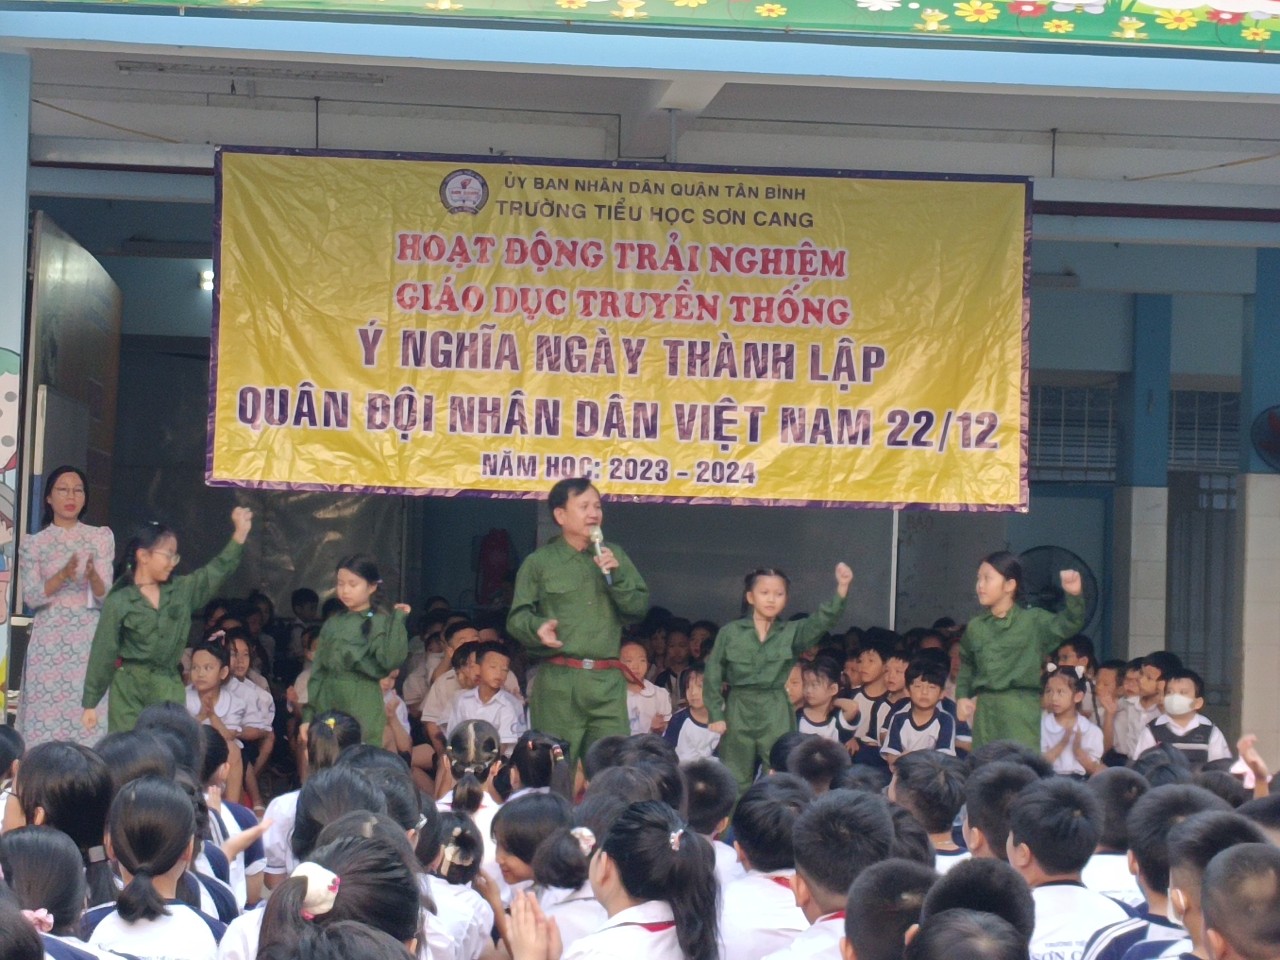 ỦY BAN NHÂN DÂN QUẬN TÂN BÌNH
TRƯỜNG TIỂU HỌC SƠN CANG
HOẠT ĐỘNG TRẢI NGHIỆM
GIÁO DỤC TRUYỀN THỐNG
Ý NGHĨA NGÀY THÀNH LẬP
QUÂN ĐỘI NHÂN DÂN VIỆT NAM 22/12
NĂM HỌC: 2023 - 2024